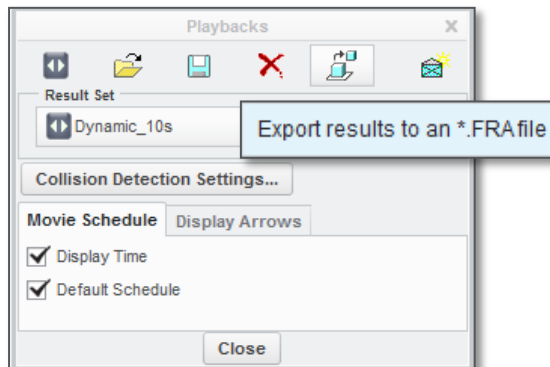 Playbacks
Result Set
Dynamic_10s
Export results to an *.FRA file
Collision Detection Settings...
Movie Schedule
Display Arrows
Display Time
Default Schedule
Close